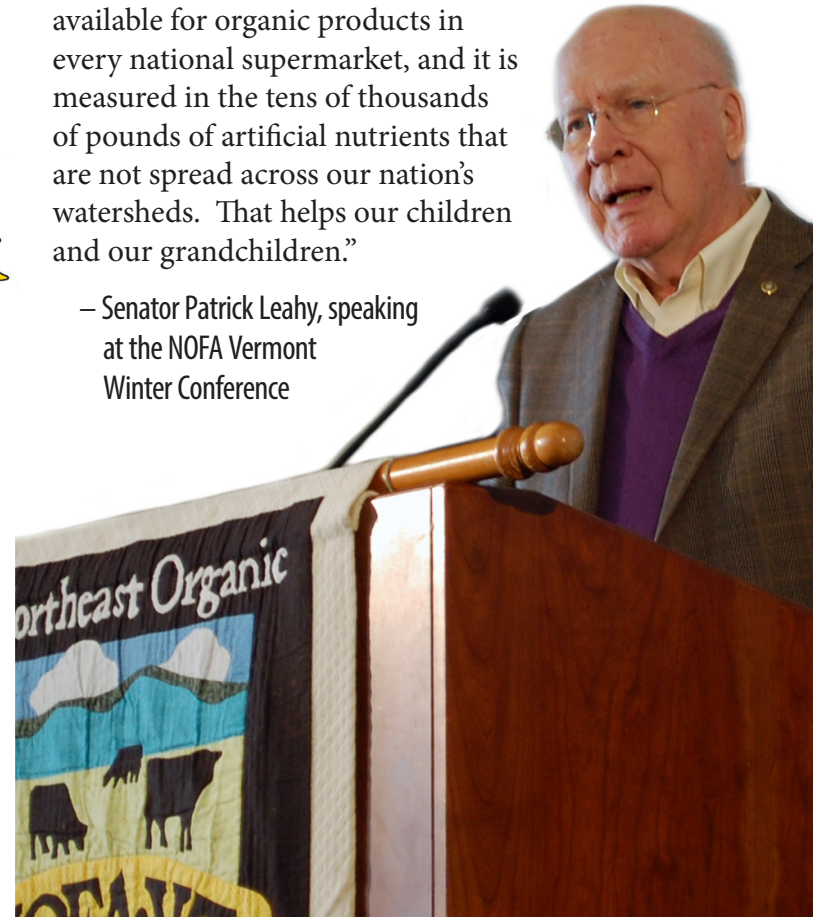 available for organic products in
every national supermarket, and it is
measured in the tens of thousands
of pounds of artificial nutrients that
are not spread across our nation’s
watersheds.  That helps our children
and our grandchildren.”
– Senator Patrick Leahy, speaking
at the NOFA Vermont
Winter Conference
ortheast Organic